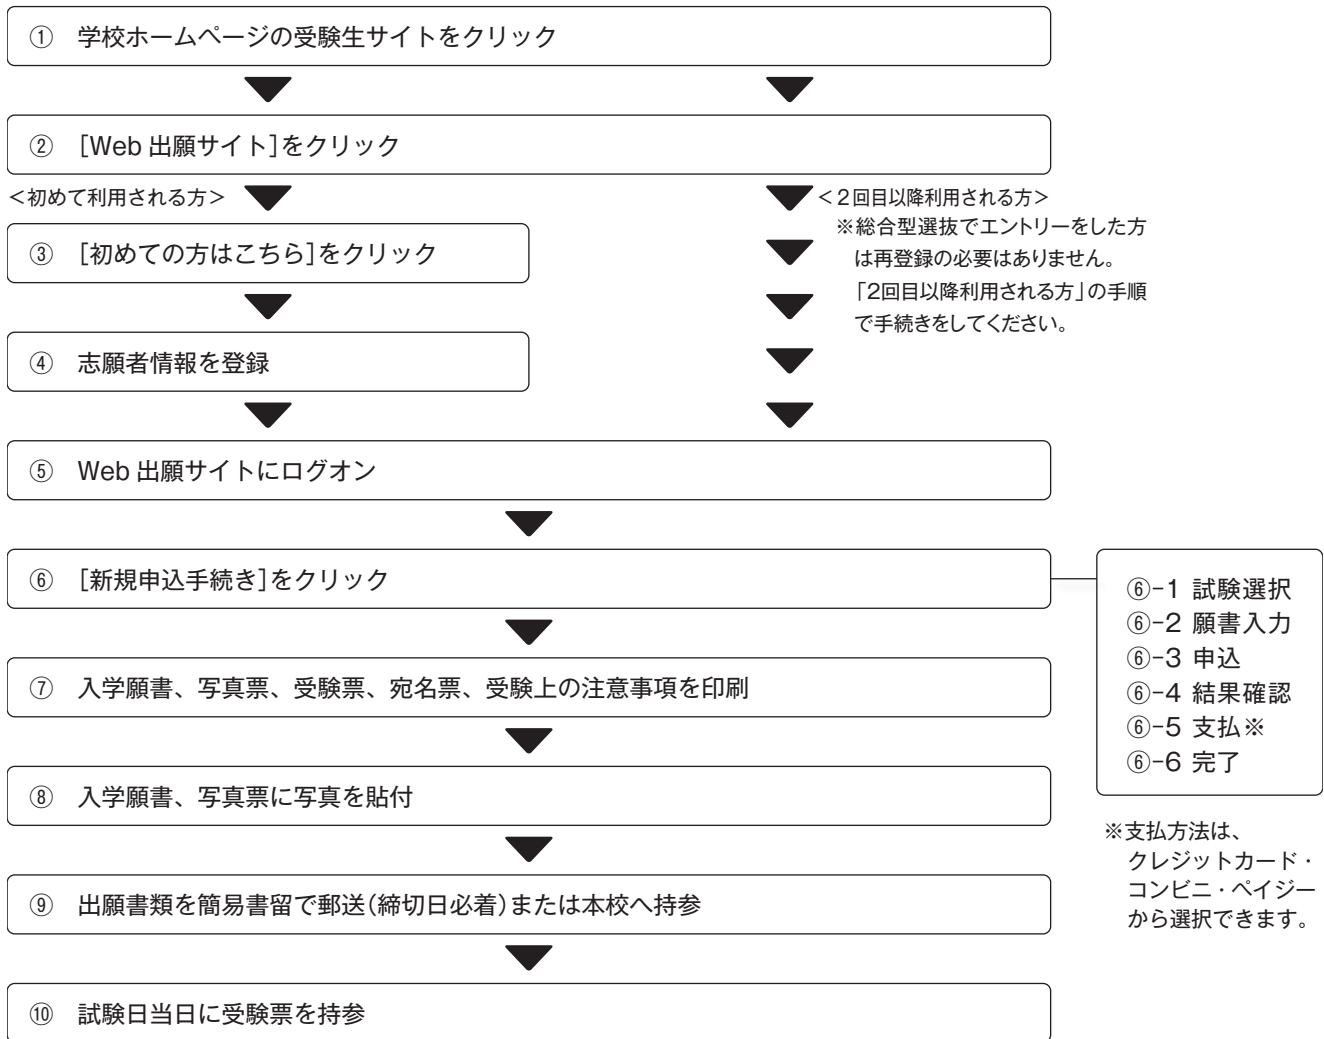 ① 学校ホームページの受験生サイトをクリック
② [Web 出願サイト]をクリック
<初めて利用される方>
<2回目以降利用される方>
※総合型選抜でエントリーをした方
は再登録の必要はありません。
「2回目以降利用される方」の手順
で手続きをしてください。
③ [初めての方はこちら]をクリック
④ 志願者情報を登録
⑤ Web 出願サイトにログオン
⑥ [新規申込手続き]をクリック
⑥-1 試験選択
⑥-2 願書入力
⑥-3 申込
⑥-4 結果確認
⑥-5 支払※
⑥-6 完了
※支払方法は、
クレジットカード・
コンビニ・ペイジー
から選択できます。
⑦ 入学願書、写真票、受験票、宛名票、受験上の注意事項を印刷
⑧ 入学願書、写真票に写真を貼付
⑨ 出願書類を簡易書留で郵送(締切日必着)または本校へ持参
⑩ 試験日当日に受験票を持参